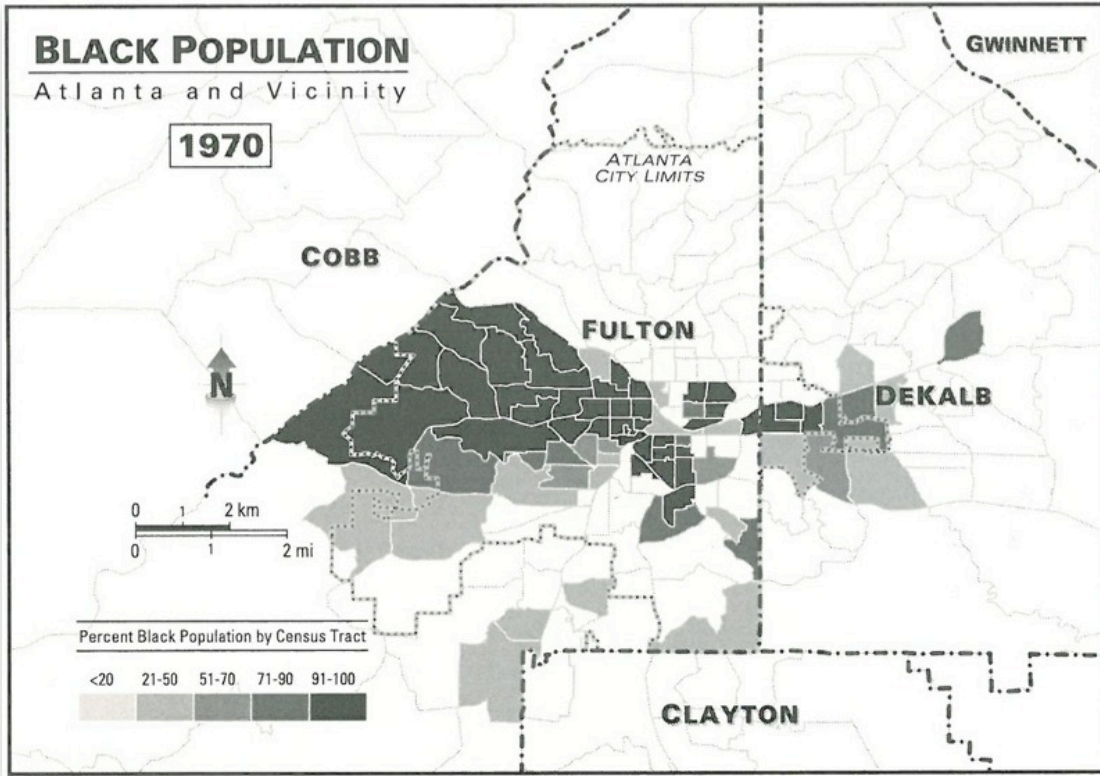 BLACK POPULATION
Atlanta and Vicinity
1970
GWINNETT
ATLANTA
CITY LIMITS
COBB
FULTON
N
DEKALB
0 1 2 km
0 1 2 mi
Percent Black Population by Census Tract
<20 21-50 51-70 71-90 91-100
CLAYTON